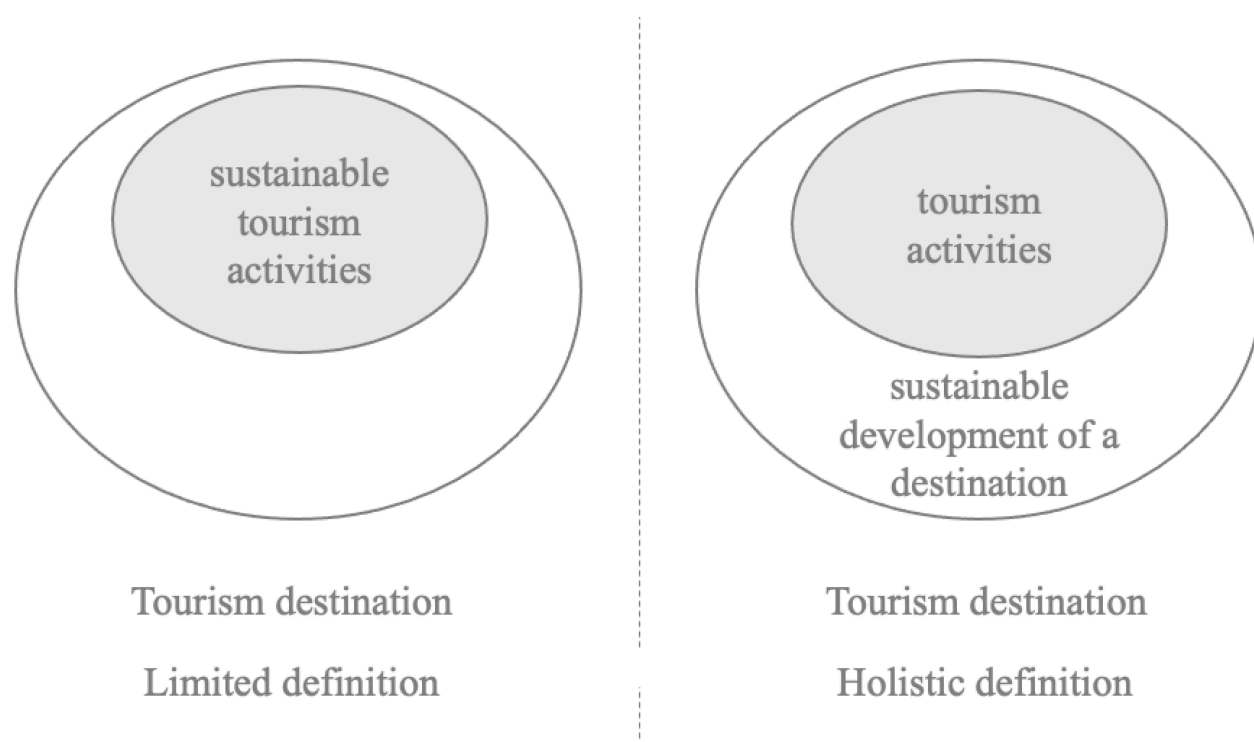 sustainable
tourism
activities
Tourism destination
Limited definition
tourism
activities
sustainable
development of a
destination
Tourism destination
Holistic definition